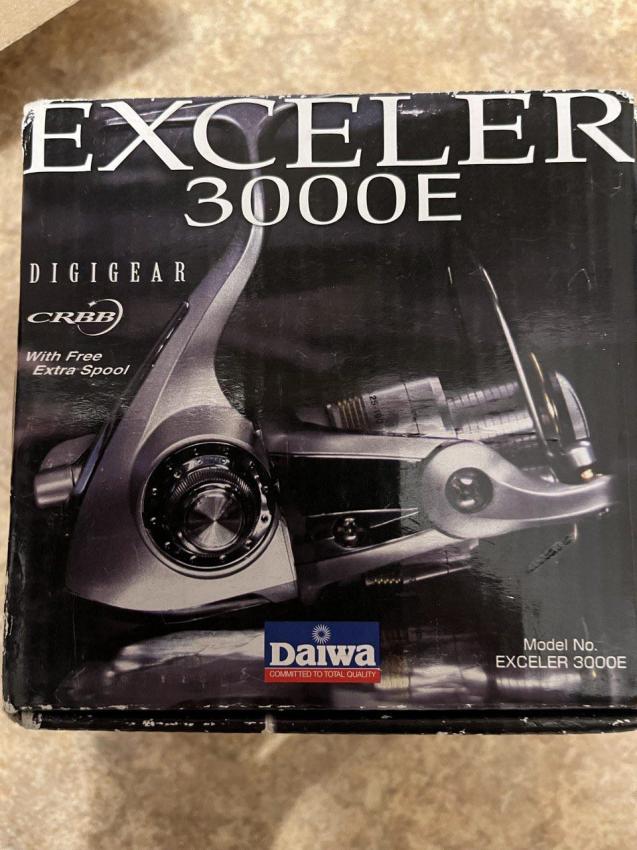 EXCELER
3000E
DIGIGEAR
CRBB
With Free
Extra Spool
Daiwa
COMMITTED TO TOTAL QUALITY
Model No.
EXCELER 3000E